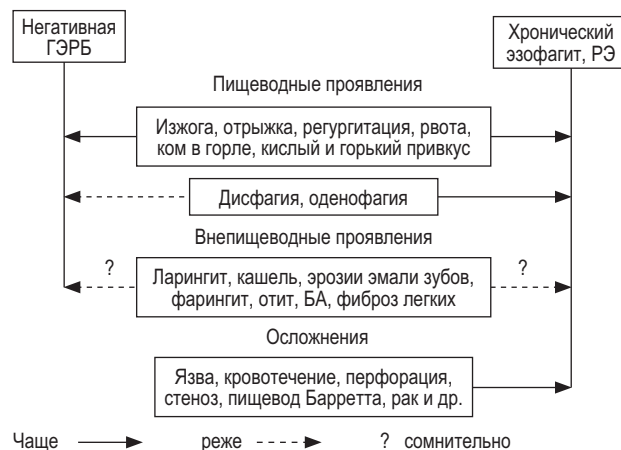 Негативная
ГЭРБ
Хронический
эзофагит, РЭ
Пищеводные проявления
Изжога, отрыжка, регургитация, рвота,
ком в горле, кислый и горький привкус
Дисфагия, оденофагия
Внепищеводные проявления
? Ларингит, кашель, эрозии эмали зубов, ?
фарингит, отит, БА, фиброз легких
Осложнения
Язва, кровотечение, перфорация,
стеноз, пищевод Барретта, рак и др.
Чаще реже ? сомнительно